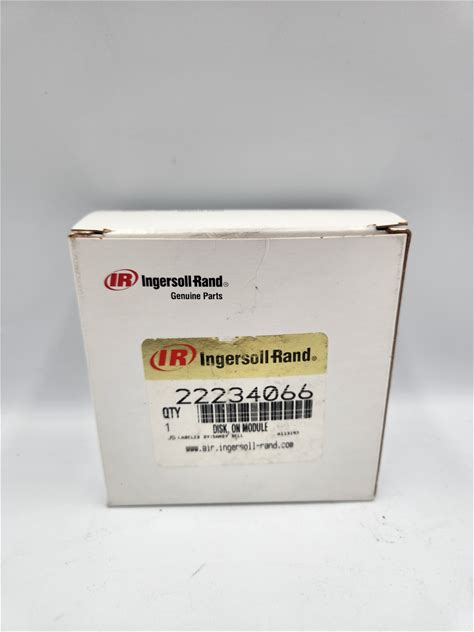 IR Ingersoll-Rand®
Genuine Parts
IR Ingersoll-Rand®
22234066
QTY
1
DISK, ON MODULE
www.air.ingersoll-rand.com